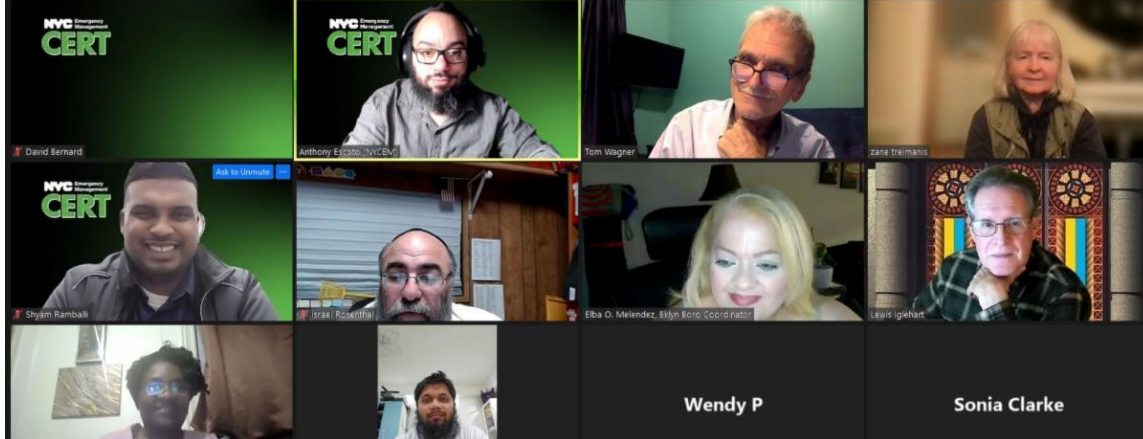 NYC Emergency Management
CERT
NYC Emergency Management
CERT
David Bernard
Anthony Escoto (NYCEM)
Tom Wagner
zane treimanis
NYC Emergency Management
CERT
Ask to Unmute
Shyam Ramballi
Israel Rosenthal
Elba O. Melendez, Bklyn Boro Coordinator
Lewis Iglehart
Wendy P
Sonia Clarke